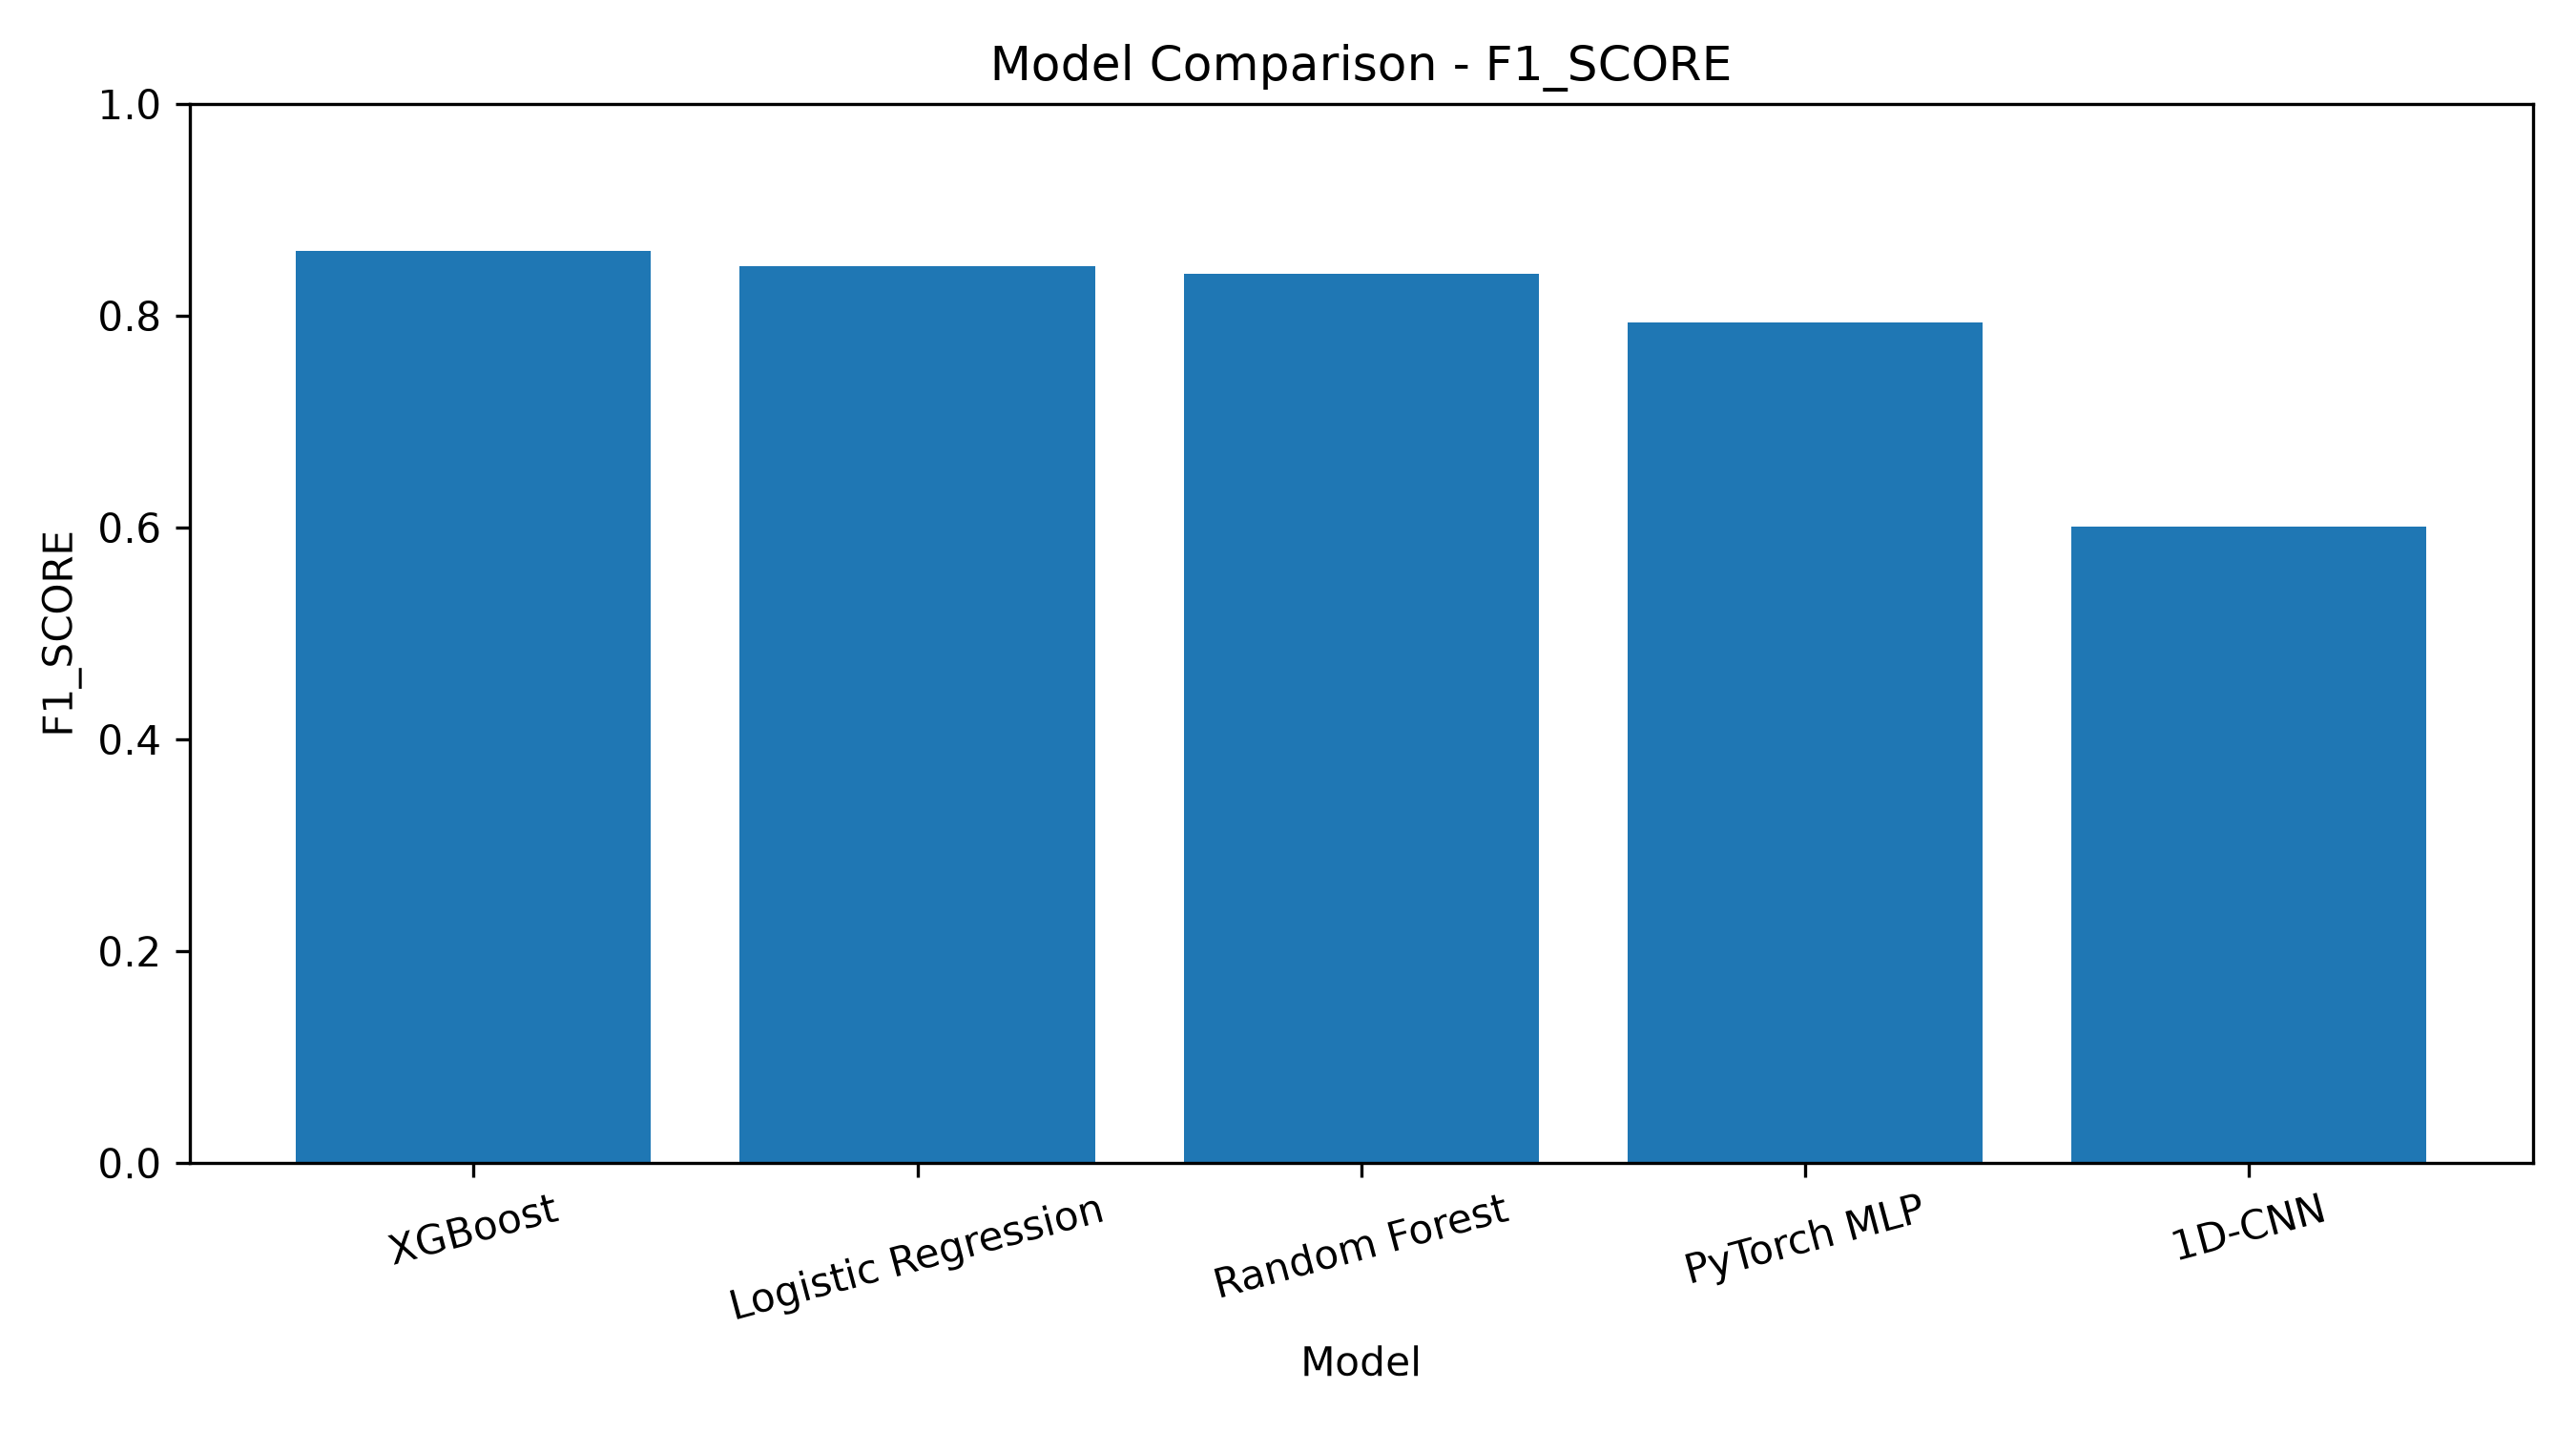 Model Comparison - F1_SCORE
1.0
0.8
0.6
0.4
0.2
0.0
F1_SCORE
XGBoost
Logistic Regression
Random Forest
PyTorch MLP
1D-CNN
Model